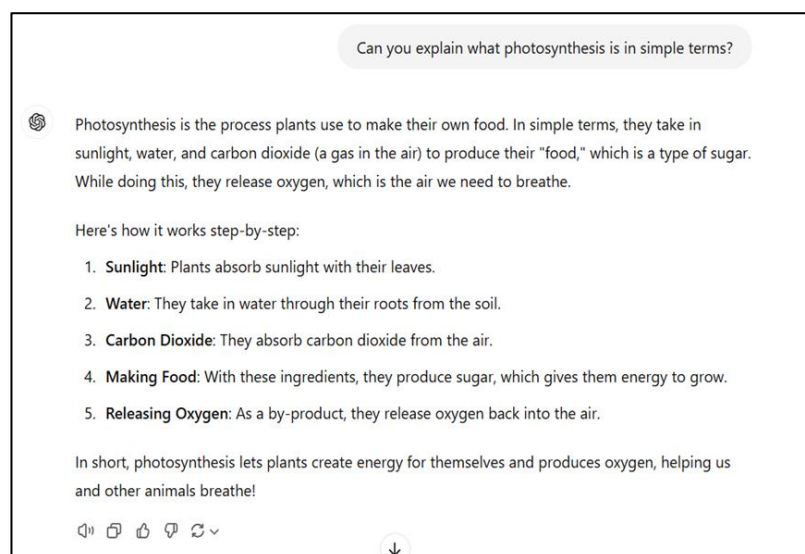 Can you explain what photosynthesis is in simple terms?
Photosynthesis is the process plants use to make their own food. In simple terms, they take in
sunlight, water, and carbon dioxide (a gas in the air) to produce their "food," which is a type of sugar.
While doing this, they release oxygen, which is the air we need to breathe.
Here's how it works step-by-step:
1. Sunlight: Plants absorb sunlight with their leaves.
2. Water: They take in water through their roots from the soil.
3. Carbon Dioxide: They absorb carbon dioxide from the air.
4. Making Food: With these ingredients, they produce sugar, which gives them energy to grow.
5. Releasing Oxygen: As a by-product, they release oxygen back into the air.
In short, photosynthesis lets plants create energy for themselves and produces oxygen, helping us
and other animals breathe!